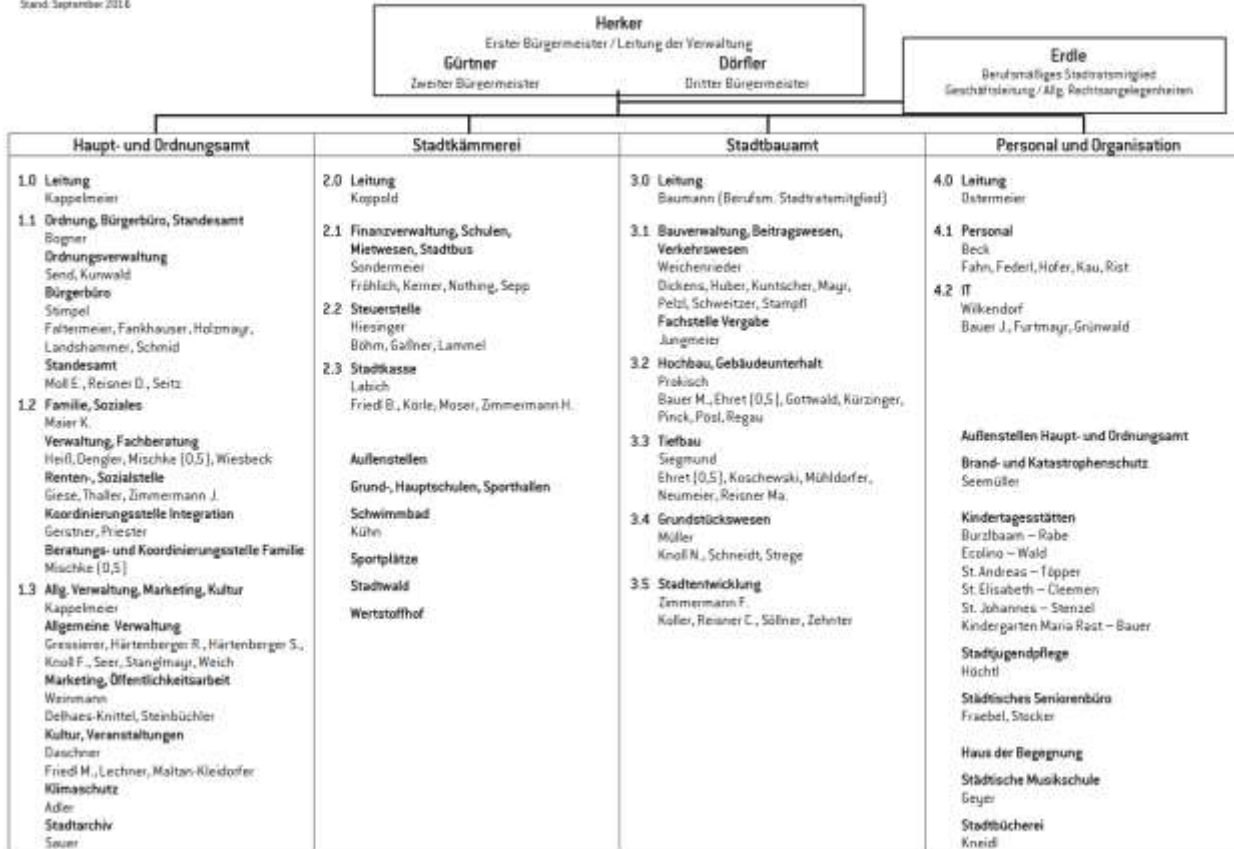 Stand: September 2016
Herker
Erster Bürgermeister / Leitung der Verwaltung
Gürtner Dörfler
Zweiter Bürgermeister Dritter Bürgermeister
Erdle
Berufsmäßiges Stadtratsmitglied
Geschäftsleitung / Allg. Rechtsangelegenheiten
Haupt- und Ordnungsamt
1.0 Leitung
Kappelmeier
1.1 Ordnung, Bürgerbüro, Standesamt
Bogner
Ordnungsverwaltung
Send, Kunwald
Bürgerbüro
Stimpel
Faltermeier, Fankhauser, Holzmayr,
Landshammer, Schmid
Standesamt
Moll E., Reisner D., Seitz
1.2 Familie, Soziales
Maier K.
Verwaltung, Fachberatung
Heiß, Dengler, Mischke (0,5), Wiesbeck
Renten-, Sozialstelle
Giese, Thaller, Zimmermann J.
Koordinierungsstelle Integration
Gerstner, Priester
Beratungs- und Koordinierungsstelle Familie
Mischke (0,5)
1.3 Allg. Verwaltung, Marketing, Kultur
Kappelmeier
Allgemeine Verwaltung
Gressierer, Härtenberger R., Härtenberger S.,
Knoll F., Seer, Stanglmayr, Weich
Marketing, Öffentlichkeitsarbeit
Weinmann
Delhaes-Knittel, Steinbüchler
Kultur, Veranstaltungen
Daschner
Friedl M., Lechner, Maltan-Kleidorfer
Klimaschutz
Adler
Stadtarchiv
Sauer
Stadtkämmerei
2.0 Leitung
Koppold
2.1 Finanzverwaltung, Schulen,
Mietwesen, Stadtbus
Sondermeier
Fröhlich, Kerner, Nothing, Sepp
2.2 Steuerstelle
Hiesinger
Böhm, Gaßner, Lammel
2.3 Stadtkasse
Labich
Friedl B., Körle, Moser, Zimmermann H.
Außenstellen
Grund-, Hauptschulen, Sporthallen
Schwimmbad
Kühn
Sportplätze
Stadtwald
Wertstoffhof
Stadtbauamt
3.0 Leitung
Baumann (Berufsm. Stadtratsmitglied)
3.1 Bauverwaltung, Beitragswesen,
Verkehrswesen
Weichenrieder
Dickens, Huber, Kuntscher, Mayr,
Pelzl, Schweitzer, Stampfl
Fachstelle Vergabe
Jungmeier
3.2 Hochbau, Gebäudeunterhalt
Prokisch
Bauer M., Ehret (0,5), Gottwald, Kürzinger,
Pinck, Pösl, Regau
3.3 Tiefbau
Siegmund
Ehret (0,5), Koschewski, Mühldorfer,
Neumeier, Reisner Ma.
3.4 Grundstückswesen
Müller
Knoll N., Schneidt, Strege
3.5 Stadtentwicklung
Zimmermann F.
Koller, Reisner C., Söllner, Zehnter
Personal und Organisation
4.0 Leitung
Ostermeier
4.1 Personal
Beck
Fahn, Federl, Hofer, Kau, Rist
4.2 IT
Wilkendorf
Bauer J., Furtmayr, Grünwald
Außenstellen Haupt- und Ordnungsamt
Brand- und Katastrophenschutz
Seemüller
Kindertagesstätten
Burzlbaam – Rabe
Ecolino – Wald
St. Andreas – Töpper
St. Elisabeth – Cleemen
St. Johannes – Stenzel
Kindergarten Maria Rast – Bauer
Stadtjugendpflege
Höchtl
Städtisches Seniorenbüro
Fraebel, Stocker
Haus der Begegnung
Städtische Musikschule
Geyer
Stadtbücherei
Kneidl